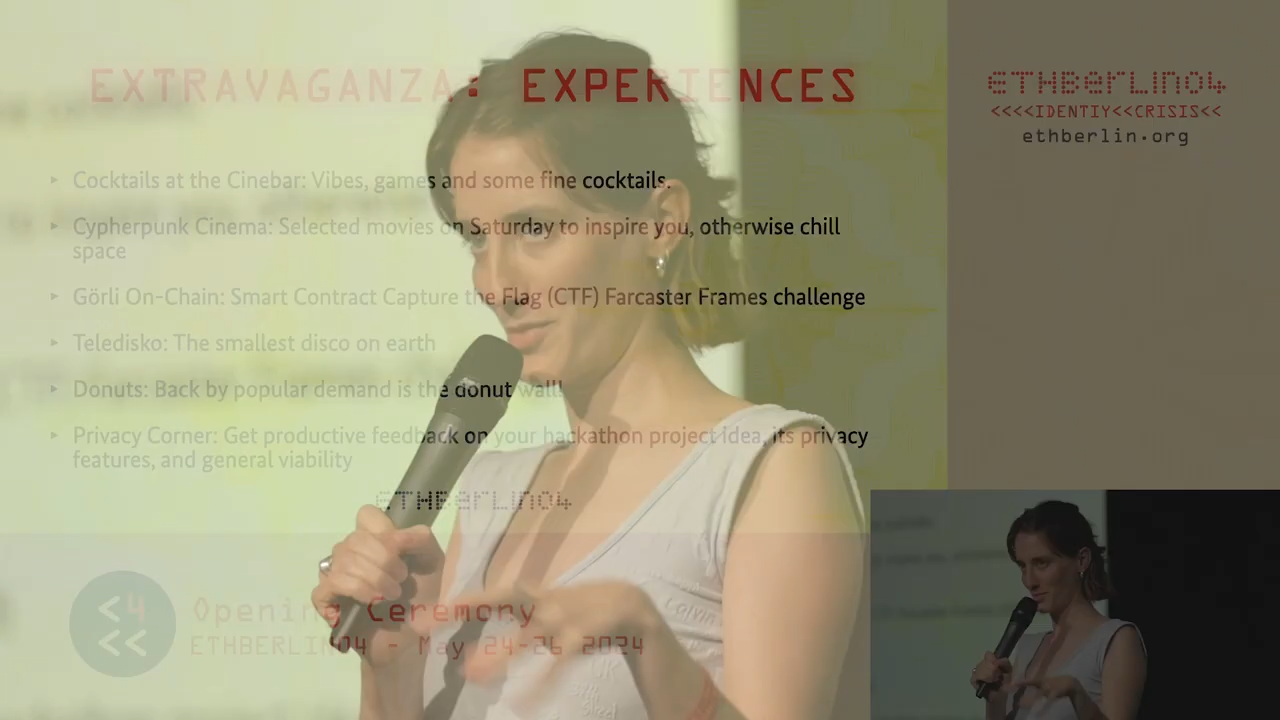 EXTRAVAGANZA: EXPERIENCES
ETHBERLIN04
<<<<IDENTIY<<CRISIS<<
ethberlin.org
▸ Cocktails at the Cinebar: Vibes, games and some fine cocktails.
▸ Cypherpunk Cinema: Selected movies on Saturday to inspire you, otherwise chill
space
▸ Görli On-Chain: Smart Contract Capture the Flag (CTF) Farcaster Frames challenge
▸ Teledisko: The smallest disco on earth
▸ Donuts: Back by popular demand is the donut wall!
▸ Privacy Corner: Get productive feedback on your hackathon project idea, its privacy
features, and general viability
ETHBERLIN04
<4
<<
Opening Ceremony
ETHBERLIN04 - May 24-26 2024